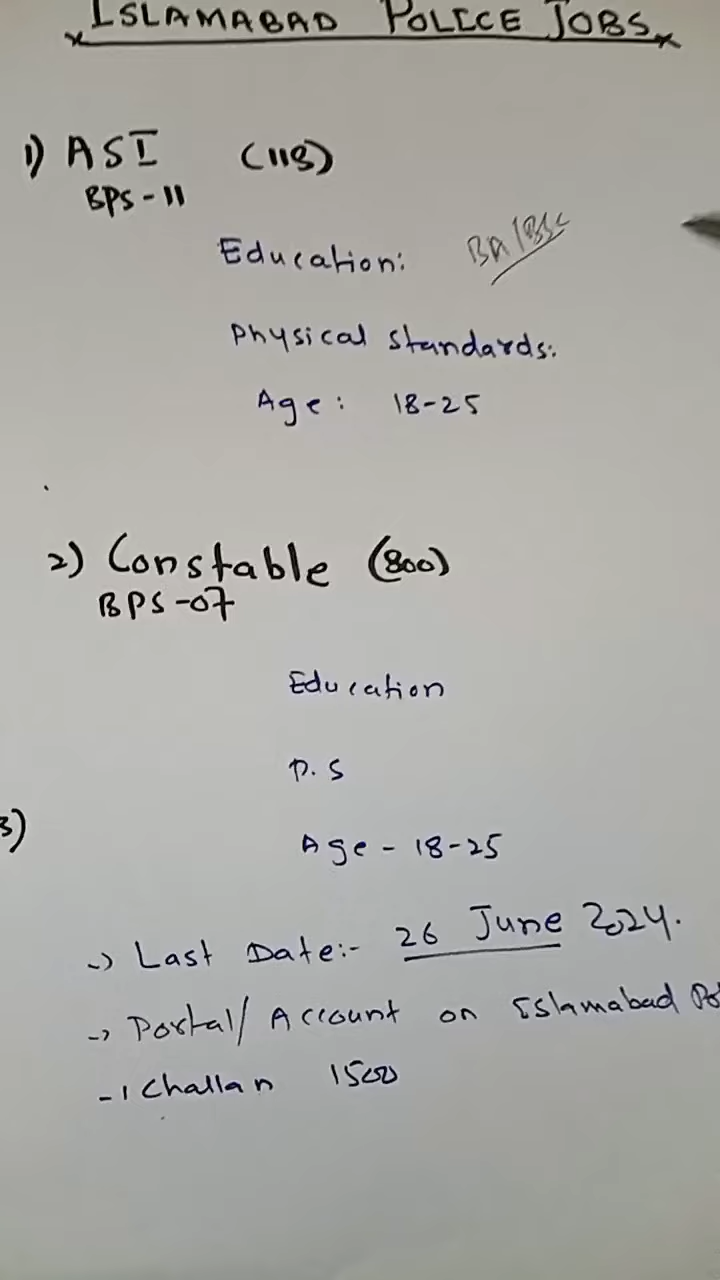 ISLAMABAD POLICE JOBS
1) ASI (118)
BPS-11
Education: BA/BSc
Physical standards:
Age: 18-25
2) Constable (800)
BPS-07
Education
P.S
Age - 18-25
3)
-> Last Date:- 26 June 2024.
-> Portal/ Account on Islamabad Po
-> Challan 1500